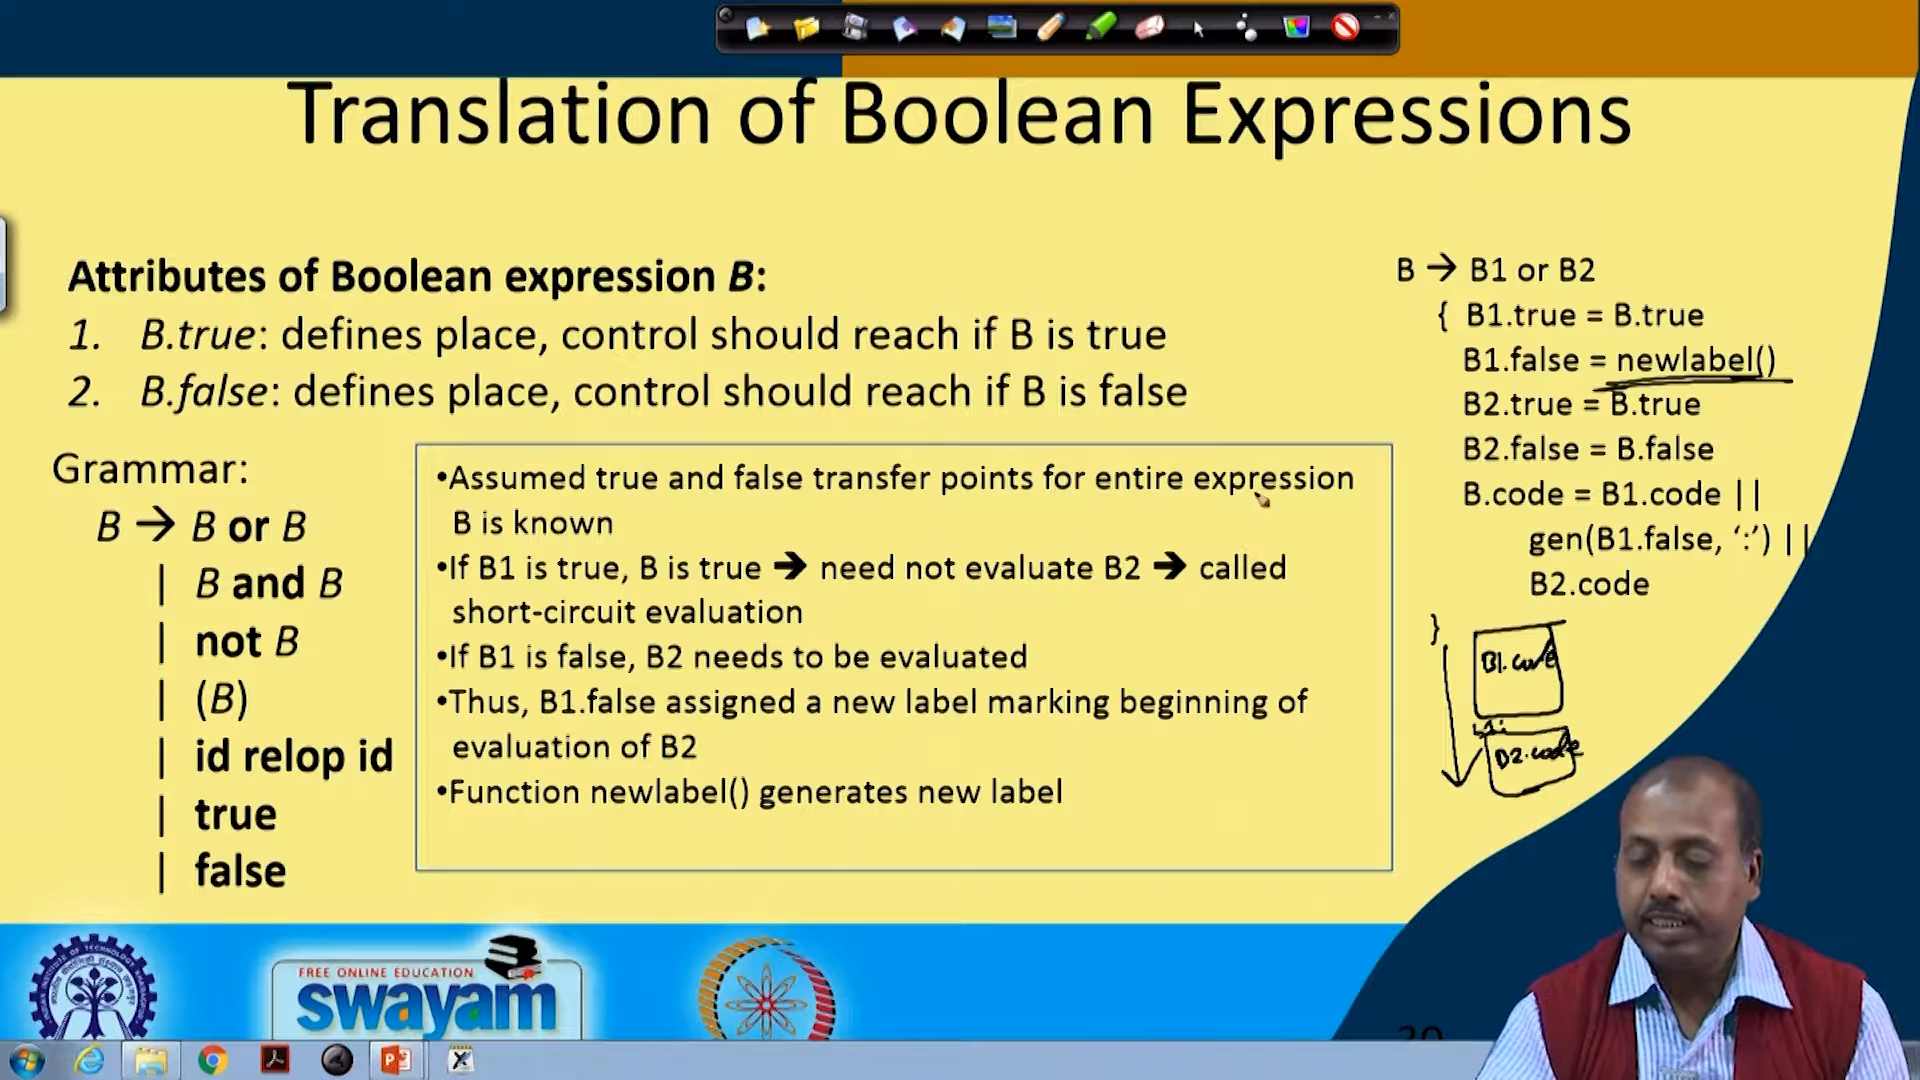 Translation of Boolean Expressions
Attributes of Boolean expression B:
1. B.true: defines place, control should reach if B is true
2. B.false: defines place, control should reach if B is false
Grammar:
B → B or B
| B and B
| not B
| (B)
| id relop id
| true
| false
•Assumed true and false transfer points for entire expression
B is known
•If B1 is true, B is true → need not evaluate B2 → called
short-circuit evaluation
•If B1 is false, B2 needs to be evaluated
•Thus, B1.false assigned a new label marking beginning of
evaluation of B2
•Function newlabel() generates new label
B → B1 or B2
{ B1.true = B.true
B1.false = newlabel()
B2.true = B.true
B2.false = B.false
B.code = B1.code ||
gen(B1.false, ‘:’) ||
B2.code
}
B1.code
B2.code
FREE ONLINE EDUCATION
swayam